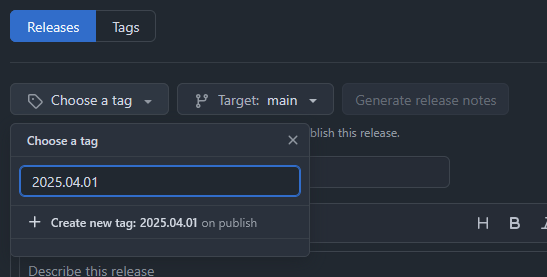 Releases Tags
Choose a tag Target: main Generate release notes
Choose a tag
blish this release.
2025.04.01
Create new tag: 2025.04.01 on publish
H B
Describe this release